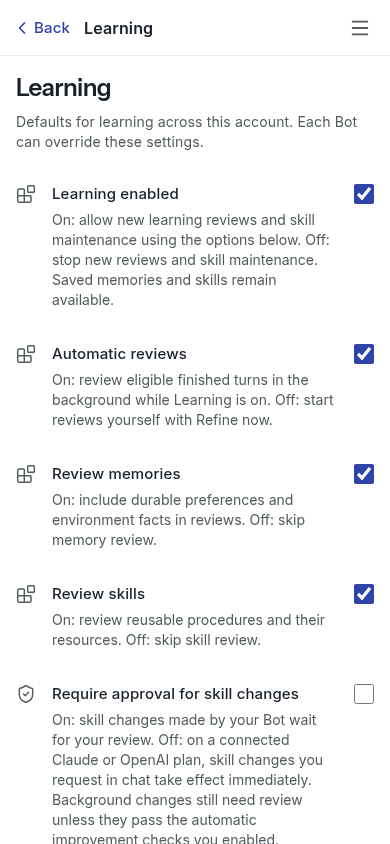 Back Learning
Learning
Defaults for learning across this account. Each Bot
can override these settings.
Learning enabled
On: allow new learning reviews and skill
maintenance using the options below. Off:
stop new reviews and skill maintenance.
Saved memories and skills remain
available.
Automatic reviews
On: review eligible finished turns in the
background while Learning is on. Off: start
reviews yourself with Refine now.
Review memories
On: include durable preferences and
environment facts in reviews. Off: skip
memory review.
Review skills
On: review reusable procedures and their
resources. Off: skip skill review.
Require approval for skill changes
On: skill changes made by your Bot wait
for your review. Off: on a connected
Claude or OpenAI plan, skill changes you
request in chat take effect immediately.
Background changes still need review
unless they pass the automatic
improvement checks you enabled.